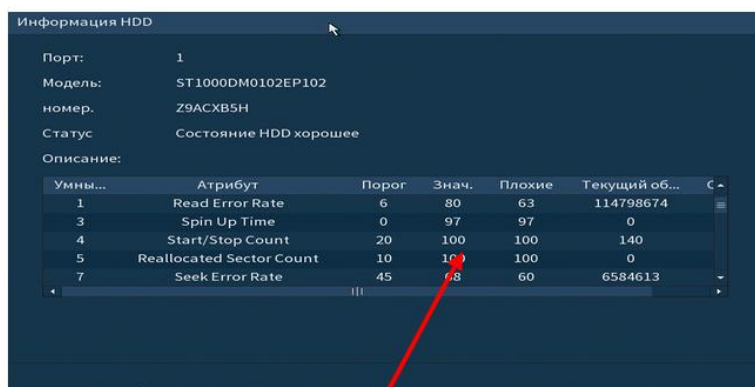 Информация HDD
Порт: 1
Модель: ST1000DM0102EP102
номер. Z9ACXB5H
Статус Состояние HDD хорошее
Описание:
Умны... Атрибут Порог Знач. Плохие Текущий об...
1 Read Error Rate 6 80 63 114798674
3 Spin Up Time 0 97 97 0
4 Start/Stop Count 20 100 100 140
5 Reallocated Sector Count 10 100 100 0
7 Seek Error Rate 45 68 60 6584613